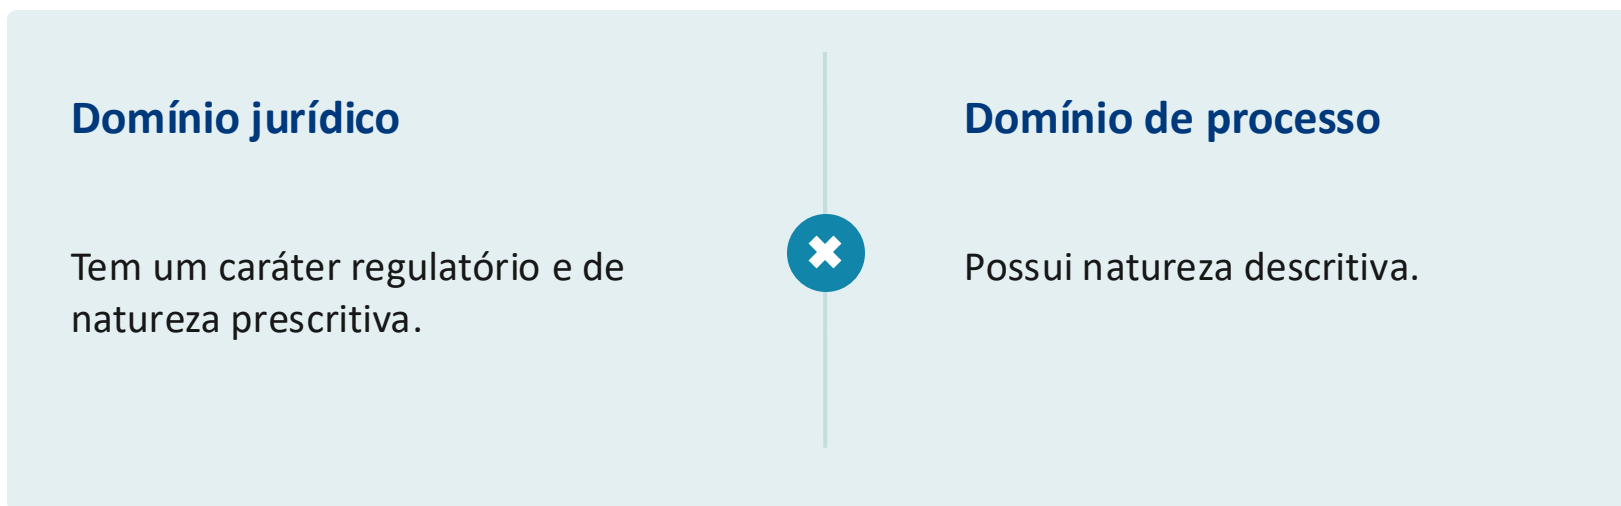 Domínio jurídico
Tem um caráter regulatório e de
natureza prescritiva.
Domínio de processo
Possui natureza descritiva.